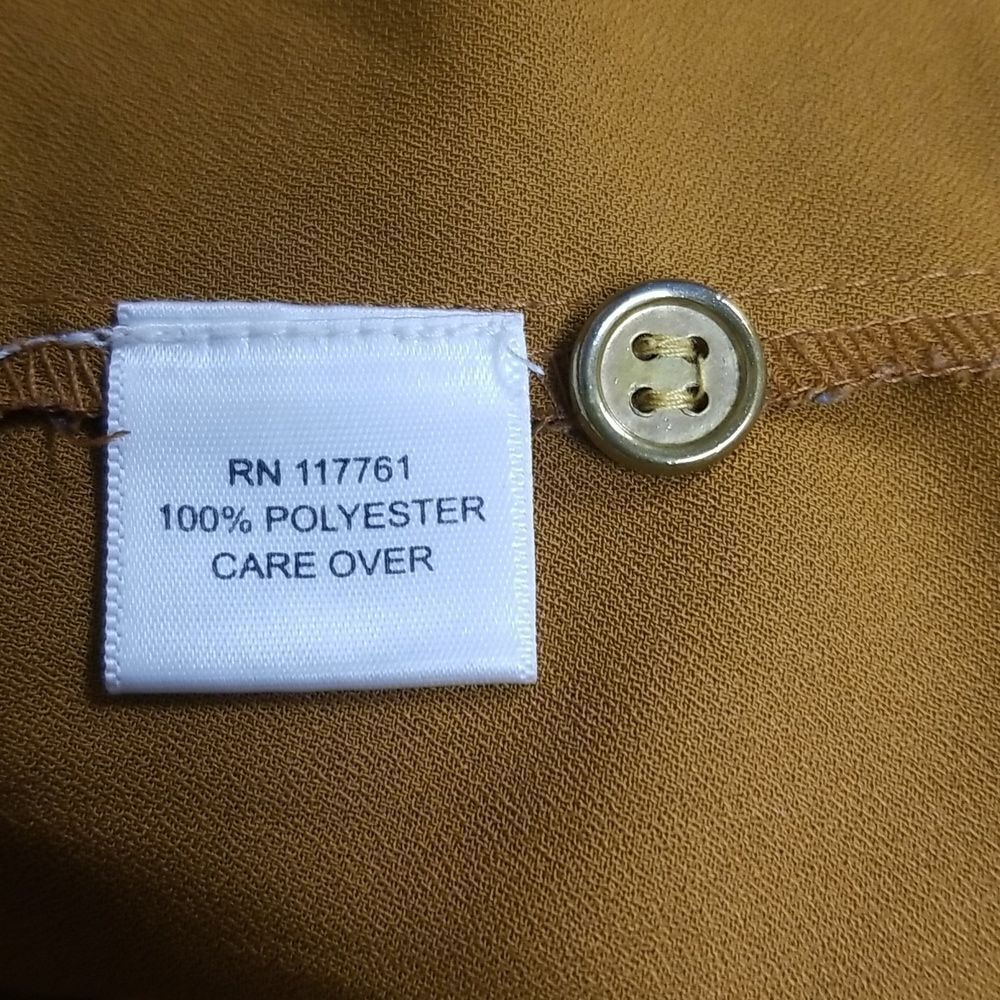 RN 117761
100% POLYESTER
CARE OVER